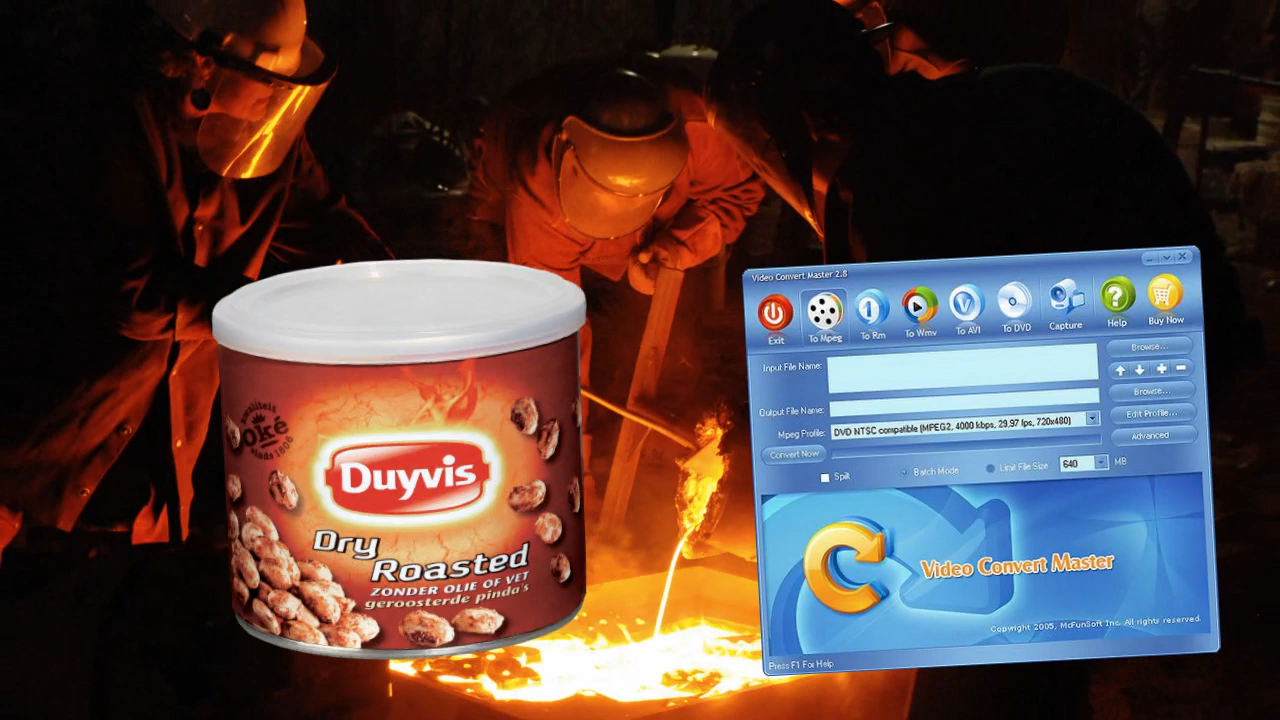 kwaliteit
oké
sinds 1806
Duyvis
Dry
Roasted
ZONDER OLIE OF VET
geroosterde pinda's
Video Convert Master 2.8
Exit
To Mpeg
To Rm
To Wmv
To AVI
To DVD
Capture
Help
Buy Now
Input File Name:
Browse...
Output File Name:
Browse...
Mpeg Profile:
DVD NTSC compatible (MPEG2, 4000 kbps, 29.97 fps, 720x480)
Edit Profile...
Convert Now
Advanced
Split
Batch Mode
Limit File Size
640
MB
Video Convert Master
Copyright 2005, McFunSoft Inc. All rights reserved.
Press F1 For Help